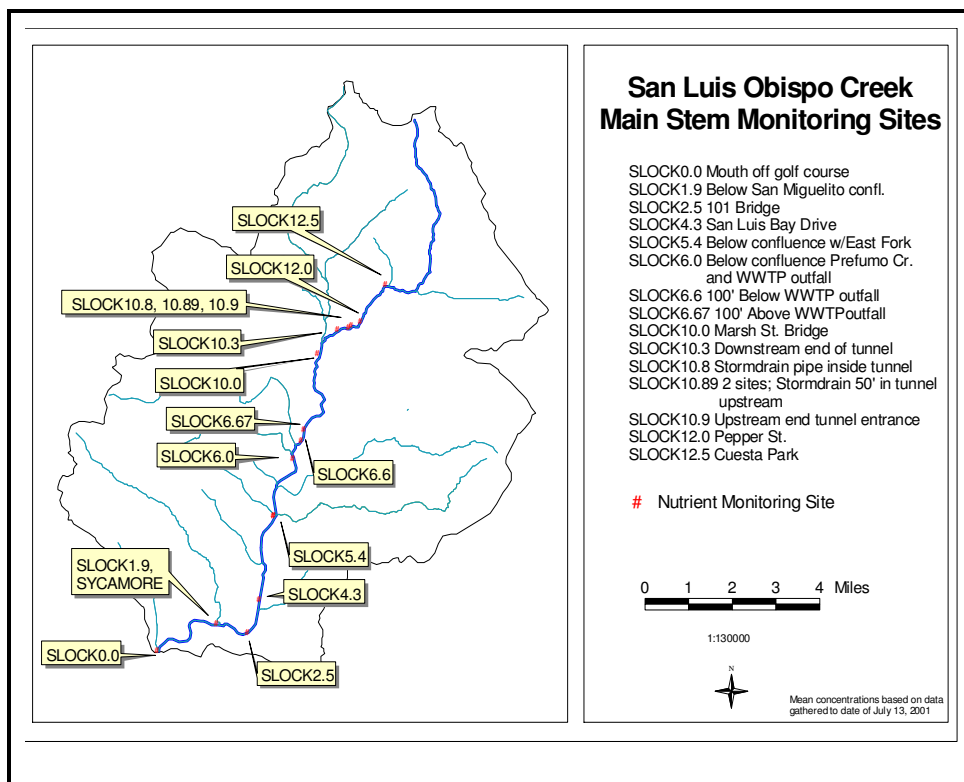 SLOCK12.5
SLOCK12.0
SLOCK10.8, 10.89, 10.9
SLOCK10.3
SLOCK10.0
SLOCK6.67
SLOCK6.0
SLOCK6.6
SLOCK5.4
SLOCK1.9,
SYCAMORE
SLOCK4.3
SLOCK0.0
SLOCK2.5
San Luis Obispo Creek
Main Stem Monitoring Sites
SLOCK0.0 Mouth off golf course
SLOCK1.9 Below San Miguelito confl.
SLOCK2.5 101 Bridge
SLOCK4.3 San Luis Bay Drive
SLOCK5.4 Below confluence w/East Fork
SLOCK6.0 Below confluence Prefumo Cr.
and WWTP outfall
SLOCK6.6 100' Below WWTP outfall
SLOCK6.67 100' Above WWTPoutfall
SLOCK10.0 Marsh St. Bridge
SLOCK10.3 Downstream end of tunnel
SLOCK10.8 Stormdrain pipe inside tunnel
SLOCK10.89 2 sites; Stormdrain 50' in tunnel
upstream
SLOCK10.9 Upstream end tunnel entrance
SLOCK12.0 Pepper St.
SLOCK12.5 Cuesta Park
# Nutrient Monitoring Site
0 1 2 3 4 Miles
1:130000
N
Mean concentrations based on data
gathered to date of July 13, 2001